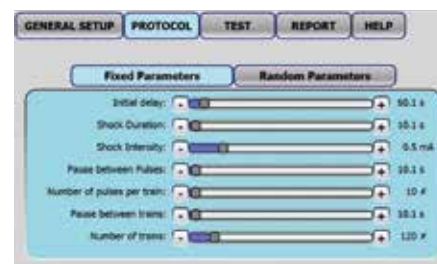 GENERAL SETUP PROTOCOL TEST REPORT HELP
Fixed Parameters Random Parameters
Initial delay: - + 60.1 s
Shock Duration: - + 10.1 s
Shock Intensity: - + 0.5 mA
Pause between Pulses: - + 10.1 s
Number of pulses per train: - + 10 #
Pause between trains: - + 10.1 s
Number of trains: - + 120 #